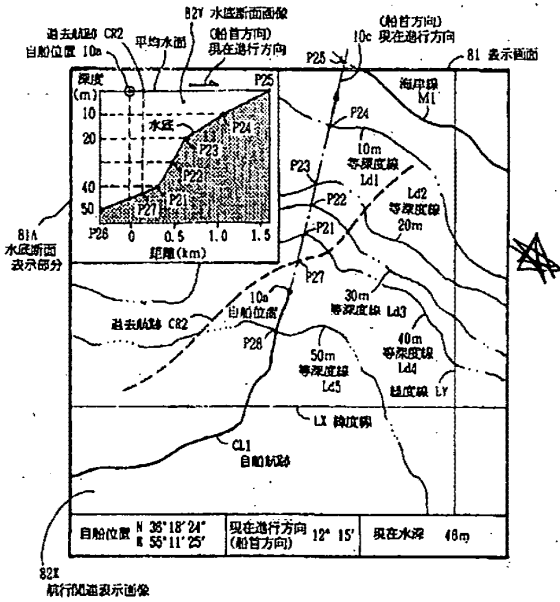 82V 水底断面画像
過去航跡 CR2
自船位置 10a
平均水面
(船首方向)
現在進行方向
(船首方向)
10c 現在進行方向
81 表示画面
深度
(m)
10
20
40
50
水底
P25
P24
P23
P22
P21
P27
P26
0 0.5 1.0 1.5
距離(km)
81A
水底断面
表示部分
P25
P24
P23
P22
P21
P27
P28
海岸線
M1
10m
等深度線
Ld1
Ld2
等深度線
20m
30m
等深度線 Ld3
40m
等深度線
Ld4
50m
等深度線
Ld5
経度線 LY
LX 緯度線
過去航跡 CR2
10a
自船位置
CL1
自船航跡
自船位置 N 36°18'24"
E 55°11'25"
現在進行方向
(船首方向) 12° 15'
現在水深 46m
82X
航行関連表示画像